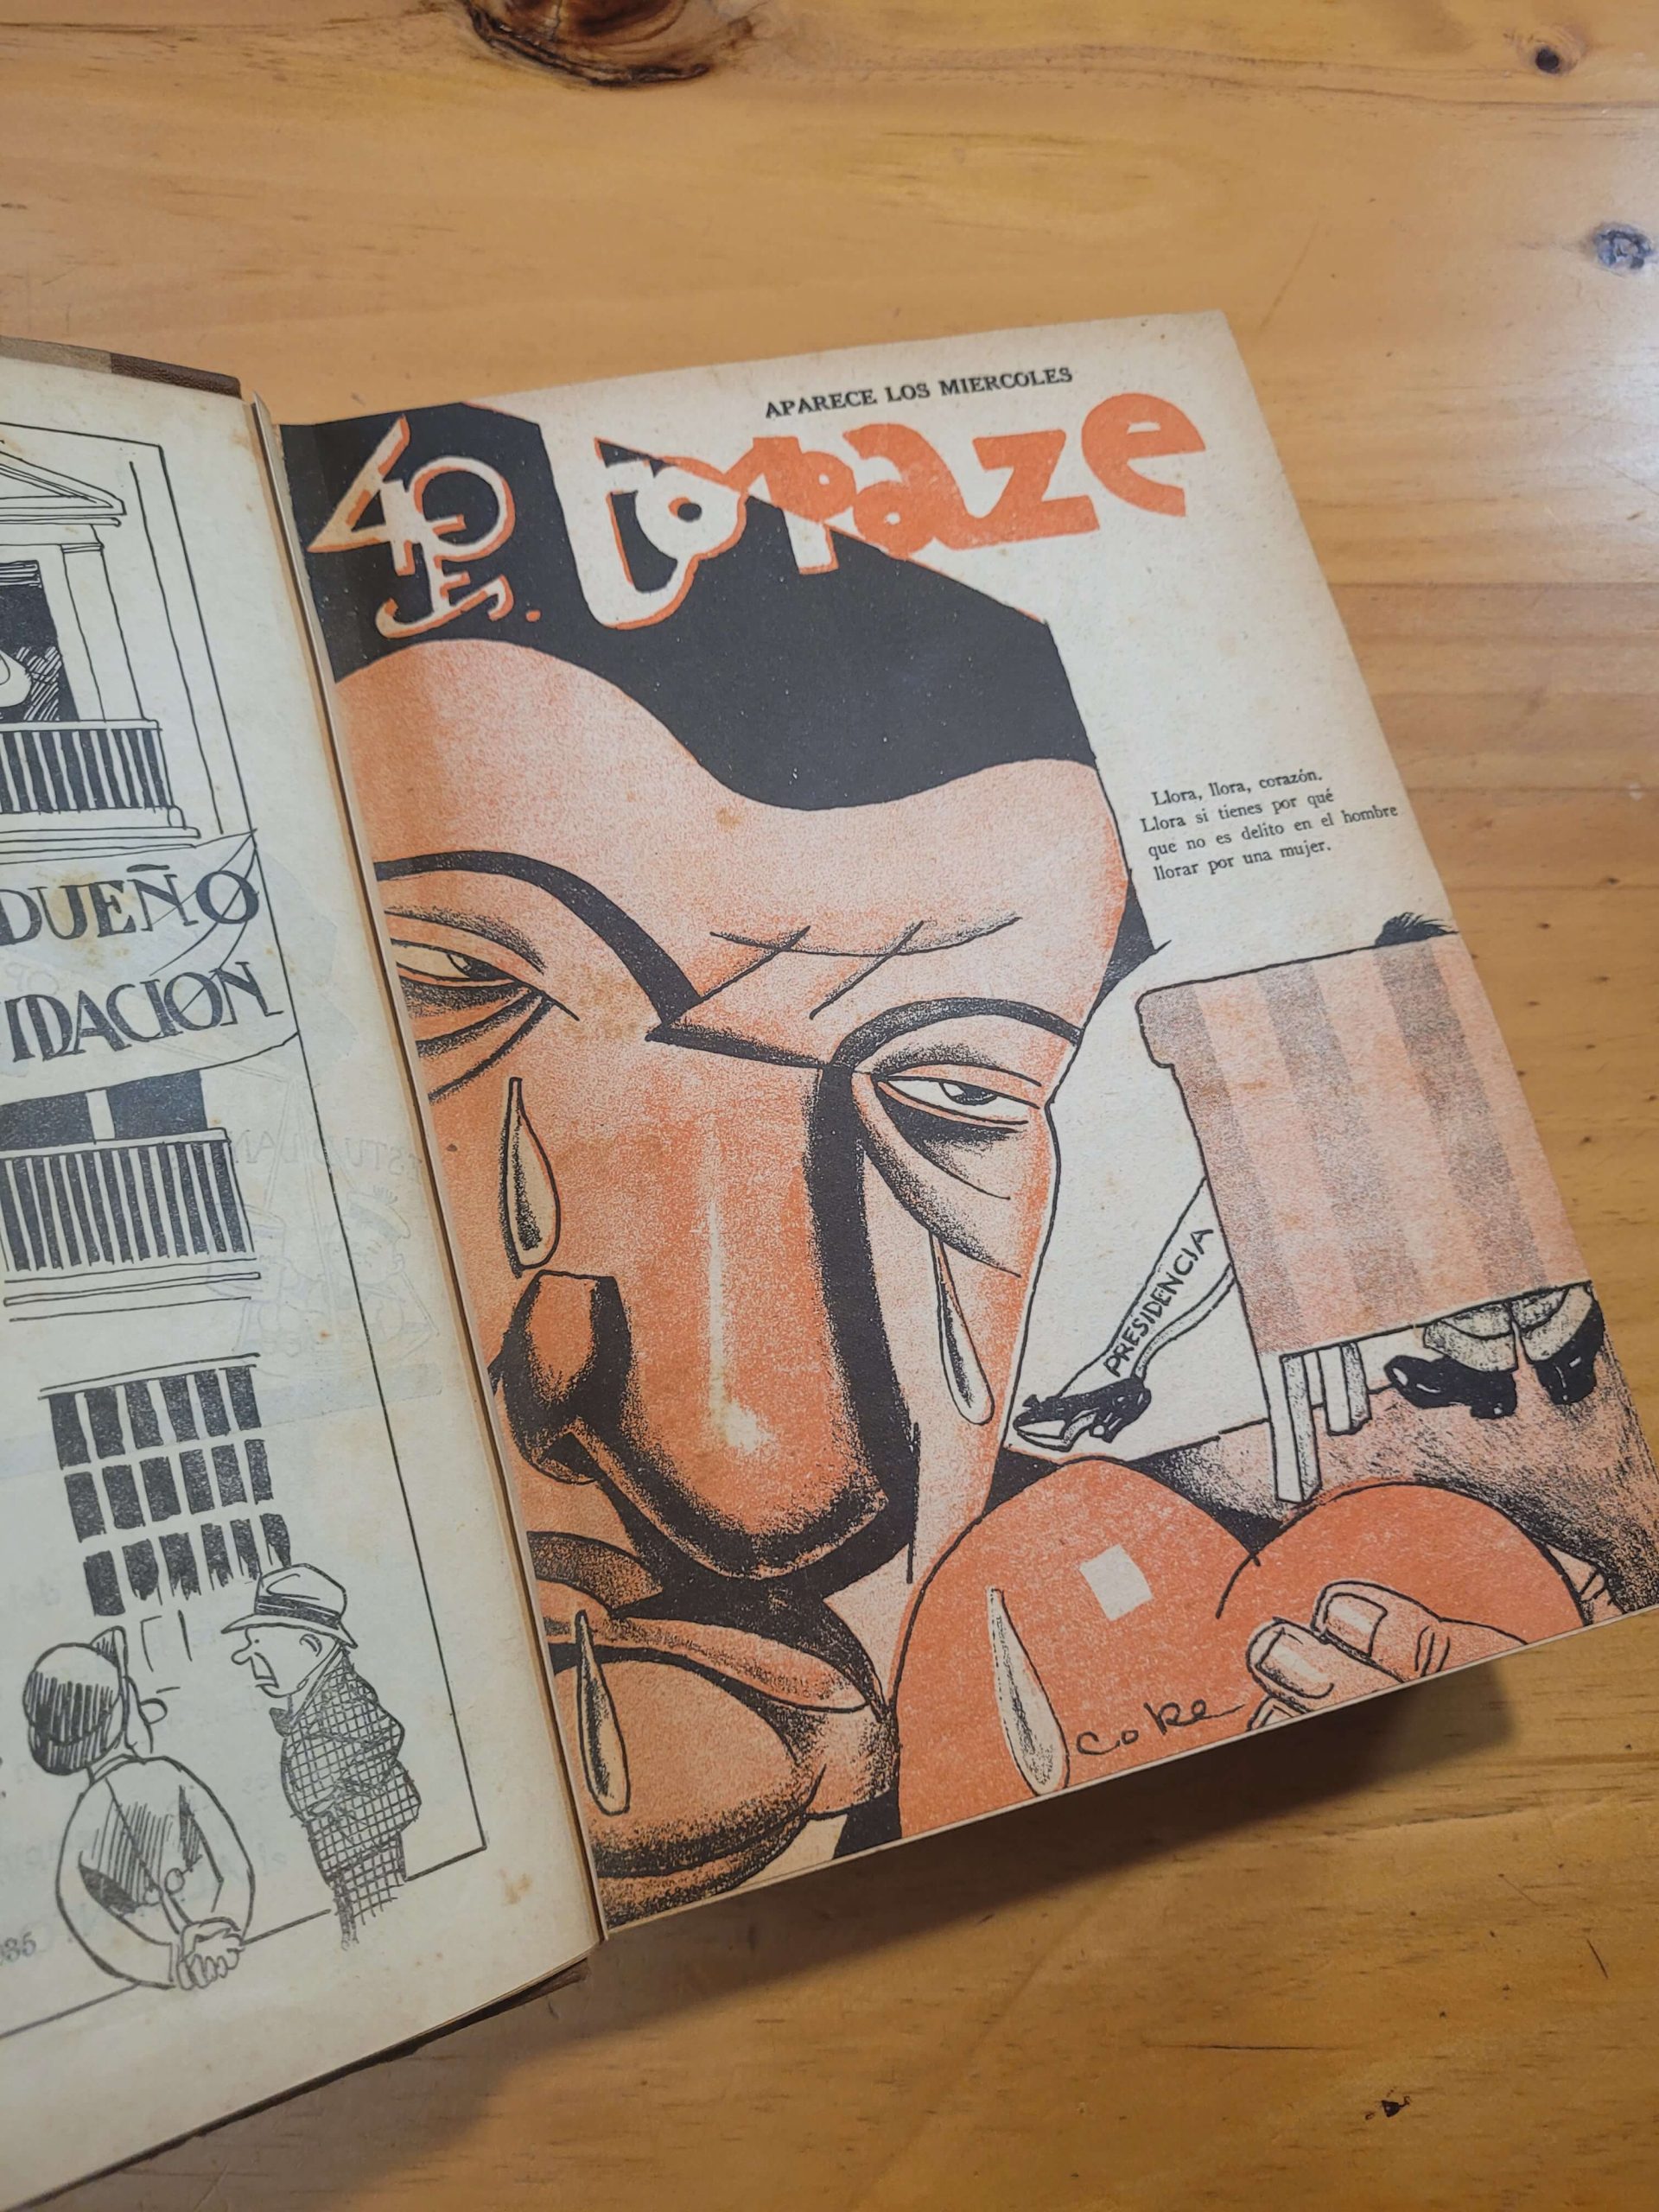 DUEÑO
IDACION
APARECE LOS MIERCOLES
40
CTS.
topaze
Llora, llora, corazón.
Llora si tienes por qué
que no es delito en el hombre
llorar por una mujer.
PRESIDENCIA
coke